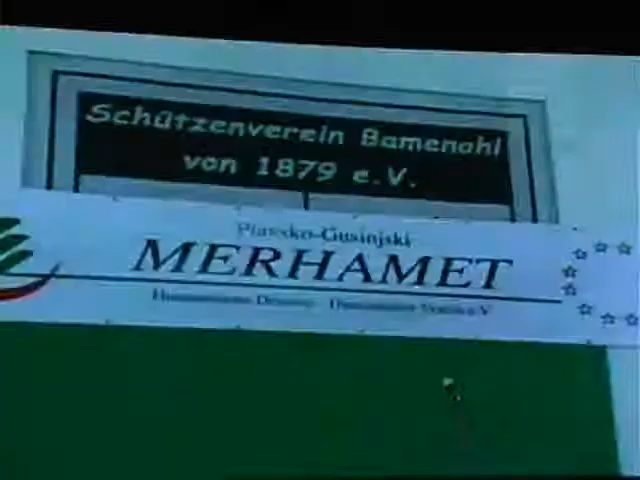 Schützenverein Bamenohl
von 1879 e.V.
Plavsko-Gusinjski
MERHAMET